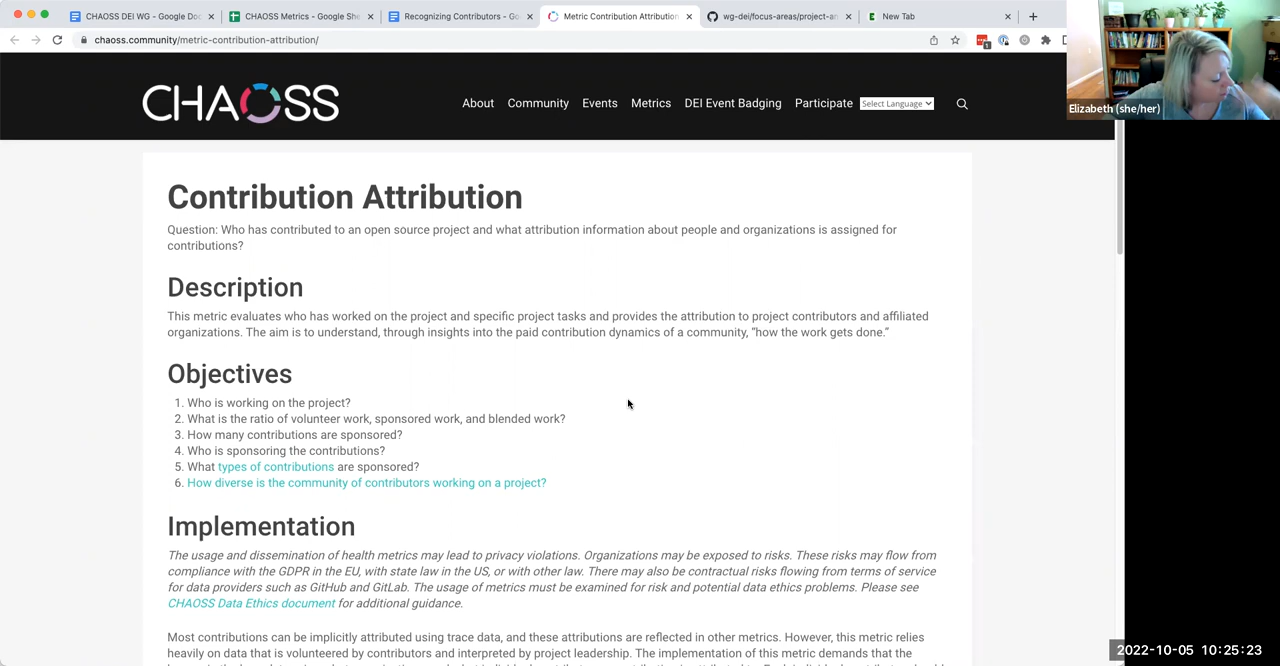 CHAOSS DEI WG - Google Doc
CHAOSS Metrics - Google She
Recognizing Contributors - Go
Metric Contribution Attribution
wg-dei/focus-areas/project-an
New Tab
chaoss.community/metric-contribution-attribution/
CHAOSS
About
Community
Events
Metrics
DEI Event Badging
Participate
Select Language
Elizabeth (she/her)
Contribution Attribution
Question: Who has contributed to an open source project and what attribution information about people and organizations is assigned for
contributions?
Description
This metric evaluates who has worked on the project and specific project tasks and provides the attribution to project contributors and affiliated
organizations. The aim is to understand, through insights into the paid contribution dynamics of a community, “how the work gets done.”
Objectives
1. Who is working on the project?
2. What is the ratio of volunteer work, sponsored work, and blended work?
3. How many contributions are sponsored?
4. Who is sponsoring the contributions?
5. What types of contributions are sponsored?
6. How diverse is the community of contributors working on a project?
Implementation
The usage and dissemination of health metrics may lead to privacy violations. Organizations may be exposed to risks. These risks may flow from
compliance with the GDPR in the EU, with state law in the US, or with other law. There may also be contractual risks flowing from terms of service
for data providers such as GitHub and GitLab. The usage of metrics must be examined for risk and potential data ethics problems. Please see
CHAOSS Data Ethics document for additional guidance.
Most contributions can be implicitly attributed using trace data, and these attributions are reflected in other metrics. However, this metric relies
heavily on data that is volunteered by contributors and interpreted by project leadership. The implementation of this metric demands that the
2022-10-05 10:25:23